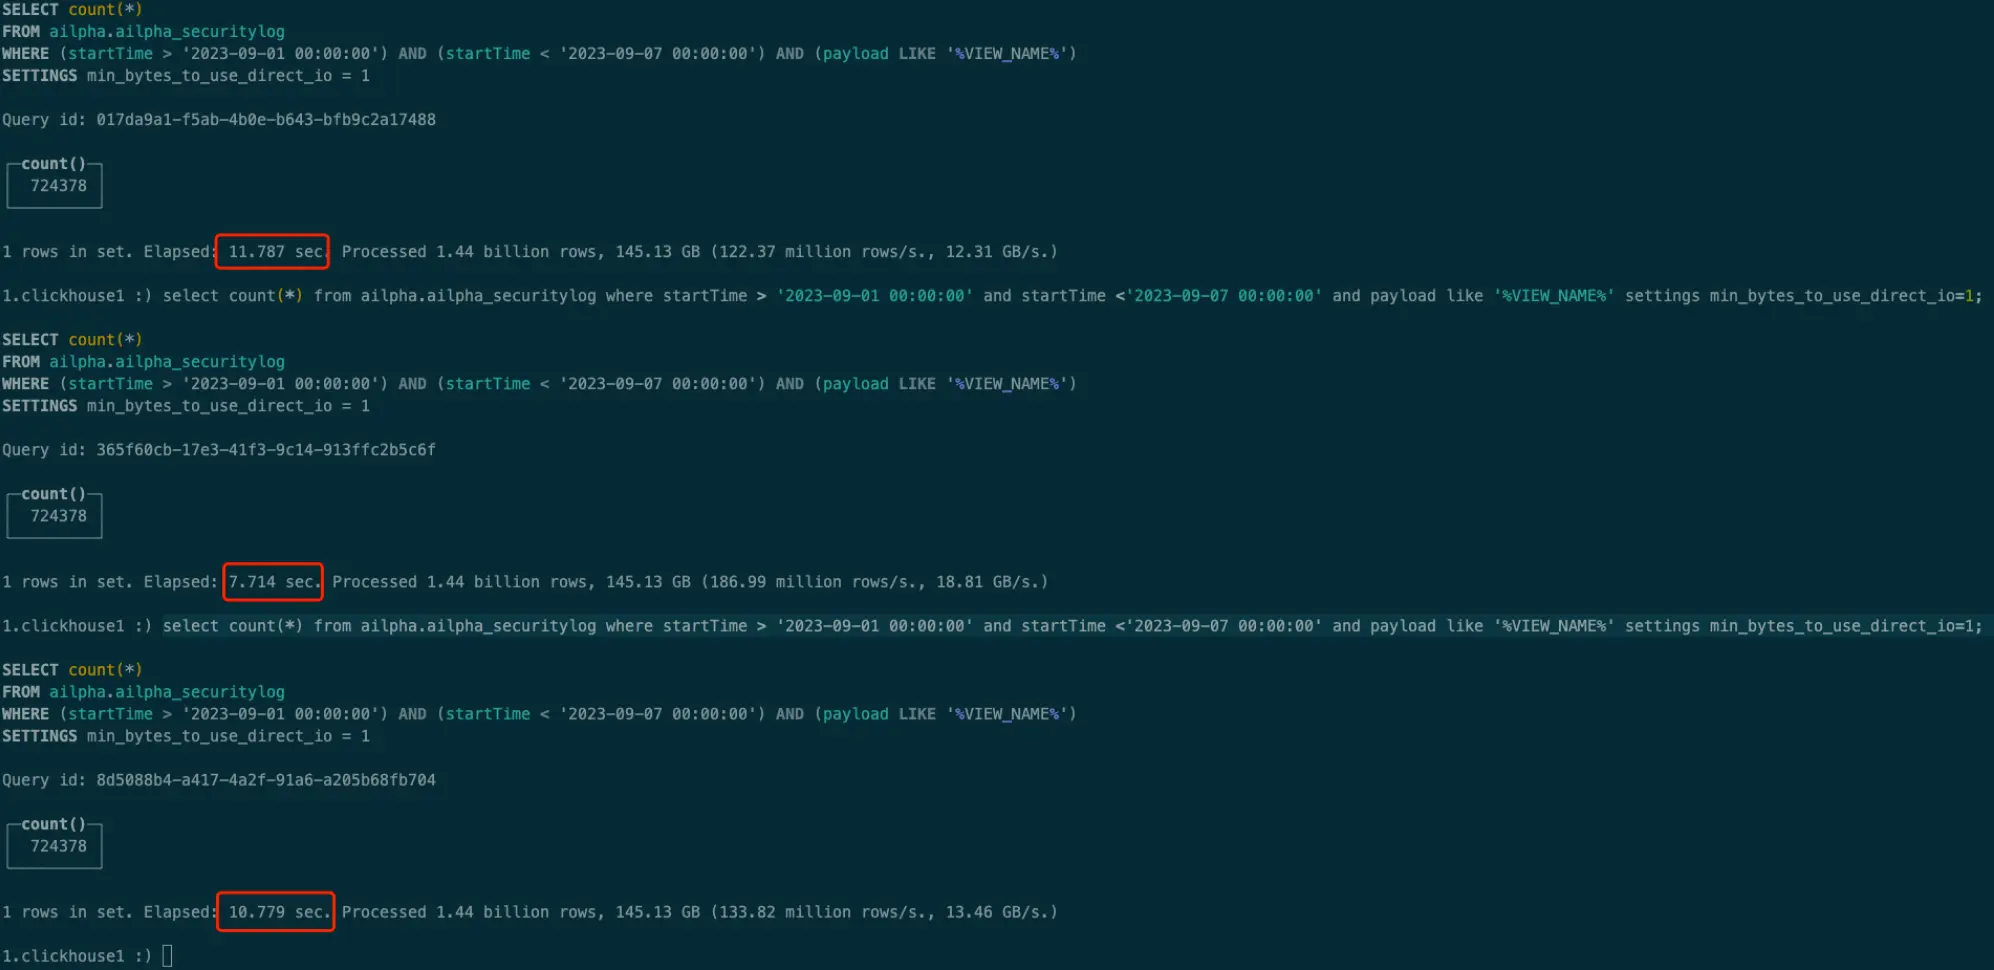 SELECT count(*)
FROM ailpha.ailpha_securitylog
WHERE (startTime > '2023-09-01 00:00:00') AND (startTime < '2023-09-07 00:00:00') AND (payload LIKE '%VIEW_NAME%')
SETTINGS min_bytes_to_use_direct_io = 1
Query id: 017da9a1-f5ab-4b0e-b643-bfb9c2a17488
count()
724378
1 rows in set. Elapsed: 11.787 sec. Processed 1.44 billion rows, 145.13 GB (122.37 million rows/s., 12.31 GB/s.)
1.clickhouse1 :) select count(*) from ailpha.ailpha_securitylog where startTime > '2023-09-01 00:00:00' and startTime <'2023-09-07 00:00:00' and payload like '%VIEW_NAME%' settings min_bytes_to_use_direct_io=1;
SELECT count(*)
FROM ailpha.ailpha_securitylog
WHERE (startTime > '2023-09-01 00:00:00') AND (startTime < '2023-09-07 00:00:00') AND (payload LIKE '%VIEW_NAME%')
SETTINGS min_bytes_to_use_direct_io = 1
Query id: 365f60cb-17e3-41f3-9c14-913ffc2b5c6f
count()
724378
1 rows in set. Elapsed: 7.714 sec. Processed 1.44 billion rows, 145.13 GB (186.99 million rows/s., 18.81 GB/s.)
1.clickhouse1 :) select count(*) from ailpha.ailpha_securitylog where startTime > '2023-09-01 00:00:00' and startTime <'2023-09-07 00:00:00' and payload like '%VIEW_NAME%' settings min_bytes_to_use_direct_io=1;
SELECT count(*)
FROM ailpha.ailpha_securitylog
WHERE (startTime > '2023-09-01 00:00:00') AND (startTime < '2023-09-07 00:00:00') AND (payload LIKE '%VIEW_NAME%')
SETTINGS min_bytes_to_use_direct_io = 1
Query id: 8d5088b4-a417-4a2f-91a6-a205b68fb704
count()
724378
1 rows in set. Elapsed: 10.779 sec. Processed 1.44 billion rows, 145.13 GB (133.82 million rows/s., 13.46 GB/s.)
1.clickhouse1 :)